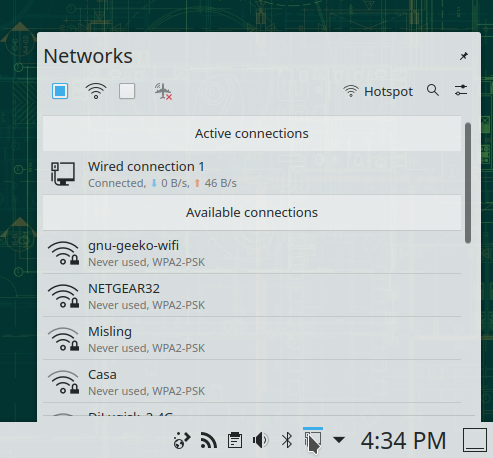 Networks
Hotspot
Active connections
Wired connection 1
Connected, ⬇ 0 B/s, ⬆ 46 B/s
Available connections
gnu-geeko-wifi
Never used, WPA2-PSK
NETGEAR32
Never used, WPA2-PSK
Misling
Never used, WPA2-PSK
Casa
Never used, WPA2-PSK
4:34 PM